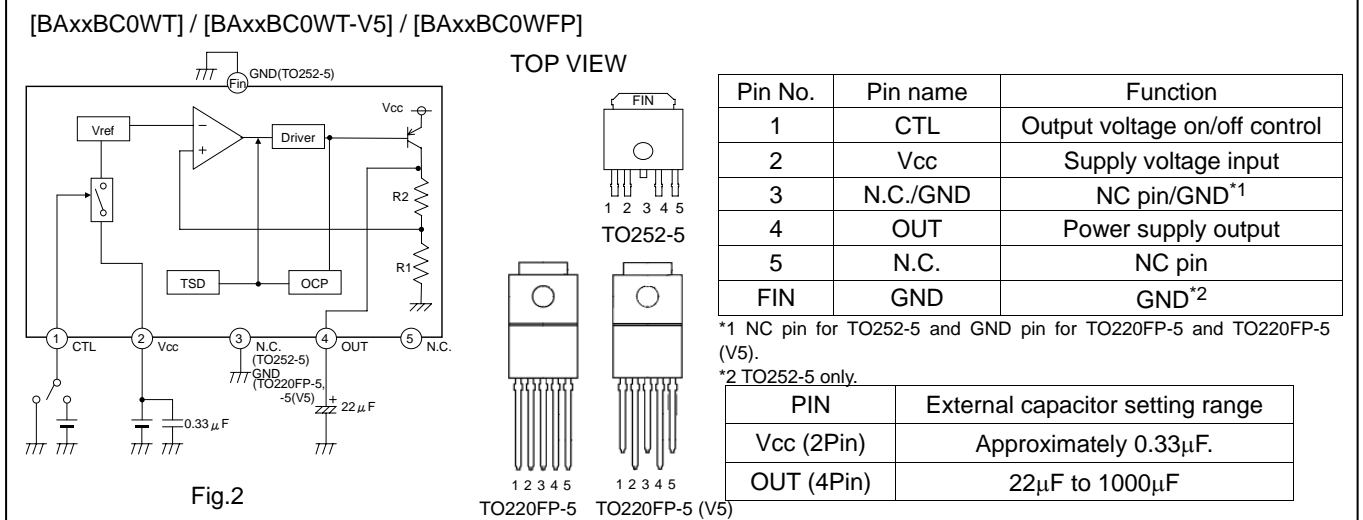 [BAxxBC0WT] / [BAxxBC0WT-V5] / [BAxxBC0WFP]
GND(TO252-5)
Fin
Vcc
Vref
−
+
Driver
R2
R1
TSD
OCP
1 CTL
2 Vcc
3 N.C.
(TO252-5)
GND
(TO220FP-5,
-5(V5)
4 OUT
5 N.C.
0.33μF
+
22μF
Fig.2
TOP VIEW
FIN
1 2 3 4 5
TO252-5
1 2 3 4 5
TO220FP-5
1 2 3 4 5
TO220FP-5 (V5)
Pin No. Pin name Function
1 CTL Output voltage on/off control
2 Vcc Supply voltage input
3 N.C./GND NC pin/GND*1
4 OUT Power supply output
5 N.C. NC pin
FIN GND GND*2
*1 NC pin for TO252-5 and GND pin for TO220FP-5 and TO220FP-5
(V5).
*2 TO252-5 only.
PIN External capacitor setting range
Vcc (2Pin) Approximately 0.33μF.
OUT (4Pin) 22μF to 1000μF